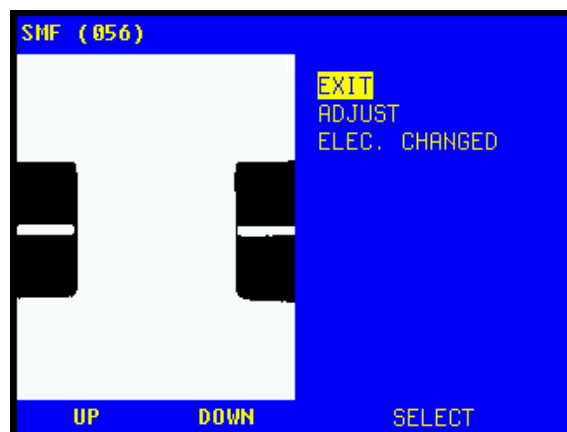 SMF (056)
EXIT
ADJUST
ELEC. CHANGED
UP DOWN SELECT